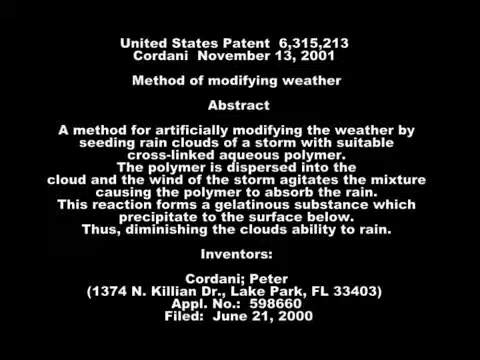 United States Patent 6,315,213
Cordani November 13, 2001
Method of modifying weather
Abstract
A method for artificially modifying the weather by
seeding rain clouds of a storm with suitable
cross-linked aqueous polymer.
The polymer is dispersed into the
cloud and the wind of the storm agitates the mixture
causing the polymer to absorb the rain.
This reaction forms a gelatinous substance which
precipitate to the surface below.
Thus, diminishing the clouds ability to rain.
Inventors:
Cordani; Peter
(1374 N. Killian Dr., Lake Park, FL 33403)
Appl. No.: 598660
Filed: June 21, 2000